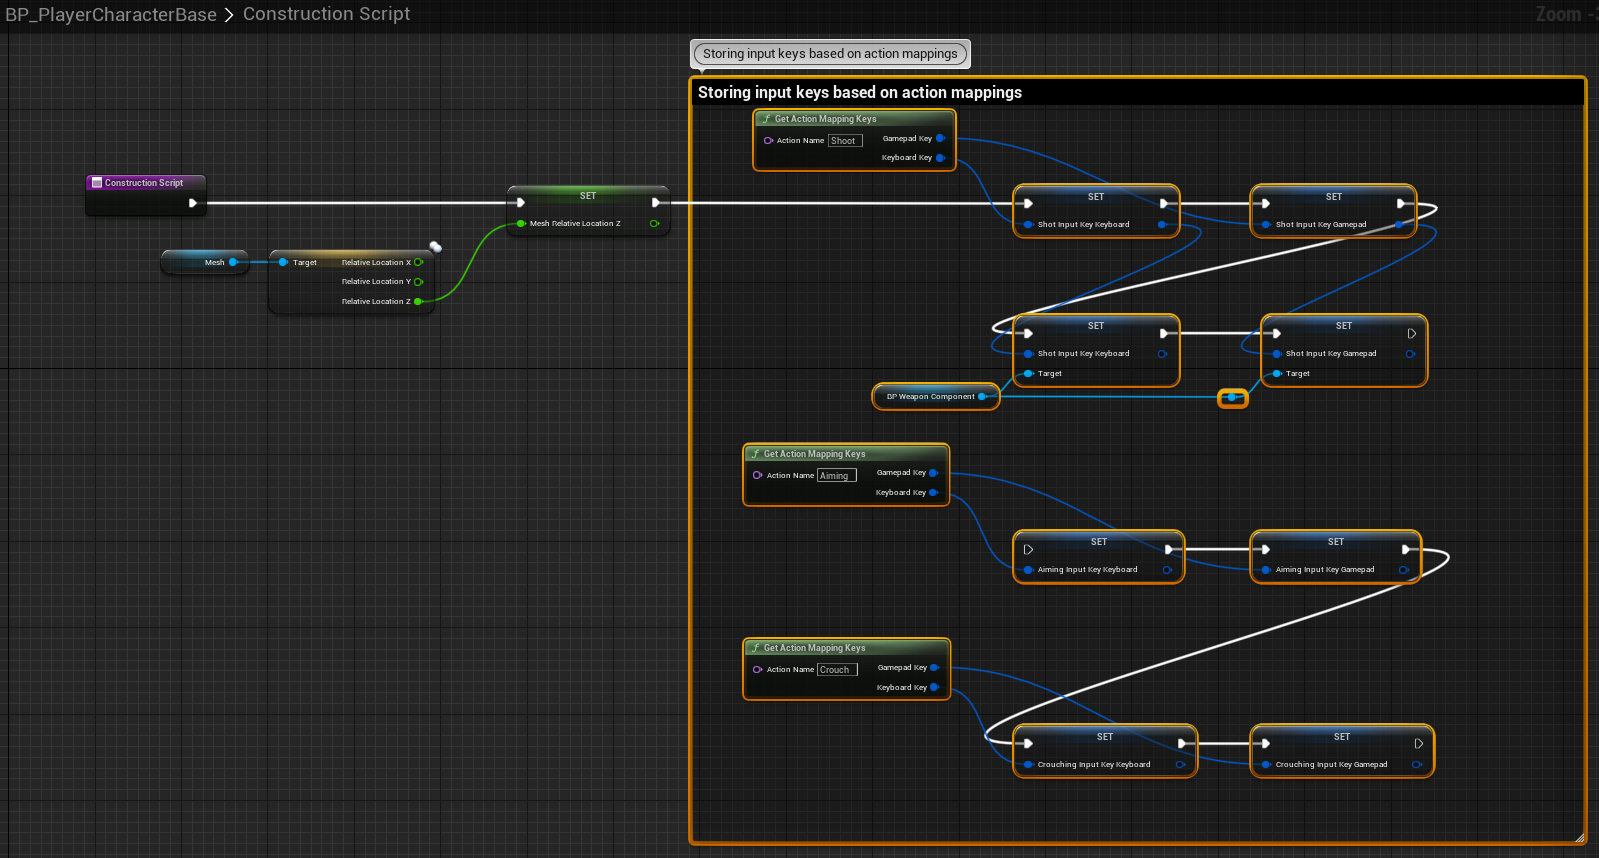 BP_PlayerCharacterBase > Construction Script
Zoom -
Storing input keys based on action mappings
Storing input keys based on action mappings
Get Action Mapping Keys
Action Name Shoot
Gamepad Key
Keyboard Key
Construction Script
SET
Mesh Relative Location Z
SET
Shot Input Key Keyboard
SET
Shot Input Key Gamepad
Mesh
Target
Relative Location X
Relative Location Y
Relative Location Z
SET
Shot Input Key Keyboard
Target
SET
Shot Input Key Gamepad
Target
BP Weapon Component
Get Action Mapping Keys
Action Name Aiming
Gamepad Key
Keyboard Key
SET
Aiming Input Key Keyboard
SET
Aiming Input Key Gamepad
Get Action Mapping Keys
Action Name Crouch
Gamepad Key
Keyboard Key
SET
Crouching Input Key Keyboard
SET
Crouching Input Key Gamepad